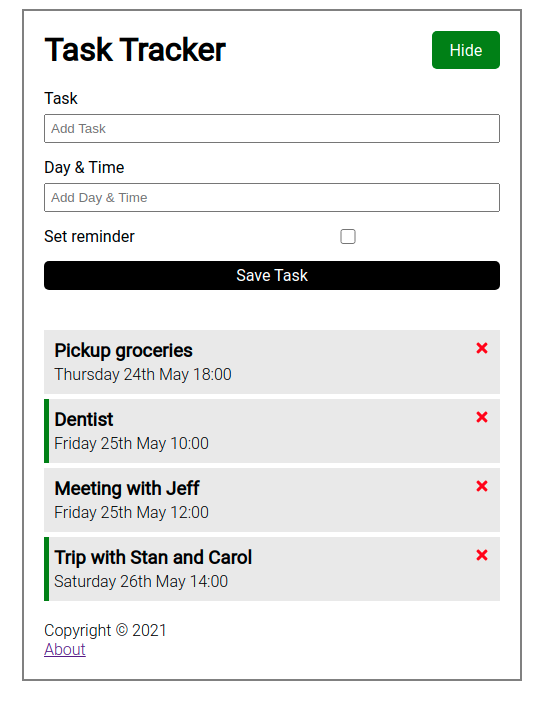 Task Tracker
Hide
Task
Add Task
Day & Time
Add Day & Time
Set reminder
Save Task
Pickup groceries
Thursday 24th May 18:00
Dentist
Friday 25th May 10:00
Meeting with Jeff
Friday 25th May 12:00
Trip with Stan and Carol
Saturday 26th May 14:00
Copyright © 2021
About